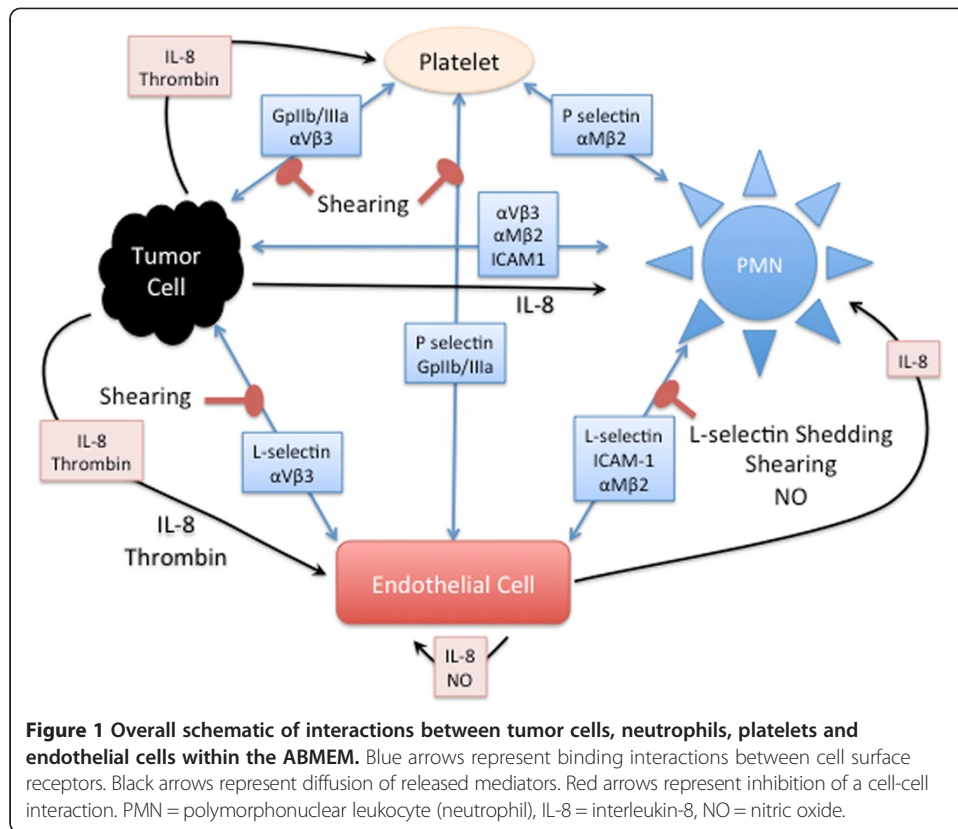 IL-8
Thrombin
Platelet
GpIIb/IIIa
αVβ3
P selectin
αMβ2
Shearing
αVβ3
αMβ2
ICAM1
Tumor
Cell
PMN
IL-8
P selectin
GpIIb/IIIa
IL-8
Shearing
IL-8
Thrombin
L-selectin
αVβ3
L-selectin
ICAM-1
αMβ2
L-selectin Shedding
Shearing
NO
IL-8
Thrombin
Endothelial Cell
IL-8
NO
Figure 1 Overall schematic of interactions between tumor cells, neutrophils, platelets and
endothelial cells within the ABMEM. Blue arrows represent binding interactions between cell surface
receptors. Black arrows represent diffusion of released mediators. Red arrows represent inhibition of a cell-cell
interaction. PMN = polymorphonuclear leukocyte (neutrophil), IL-8 = interleukin-8, NO = nitric oxide.